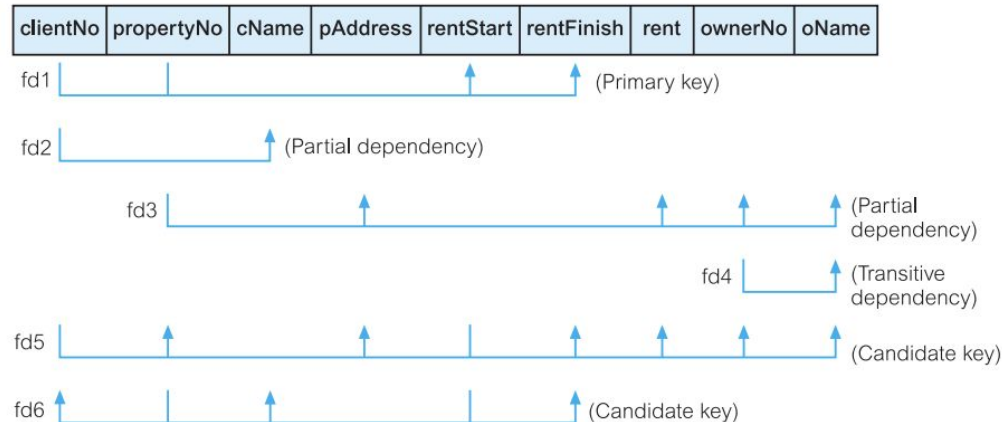 clientNo propertyNo cName pAddress rentStart rentFinish rent ownerNo oName
fd1 (Primary key)
fd2 (Partial dependency)
fd3 (Partial
dependency)
fd4 (Transitive
dependency)
fd5 (Candidate key)
fd6 (Candidate key)